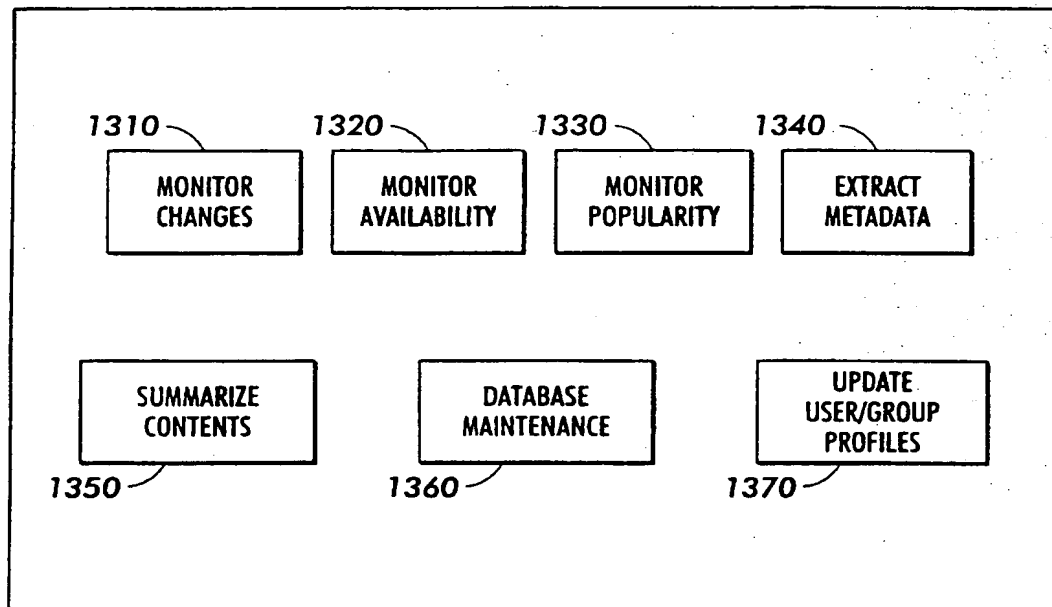 1310 1320 1330 1340
MONITOR CHANGES
MONITOR AVAILABILITY
MONITOR POPULARITY
EXTRACT METADATA
SUMMARIZE CONTENTS
DATABASE MAINTENANCE
UPDATE USER/GROUP PROFILES
1350 1360 1370